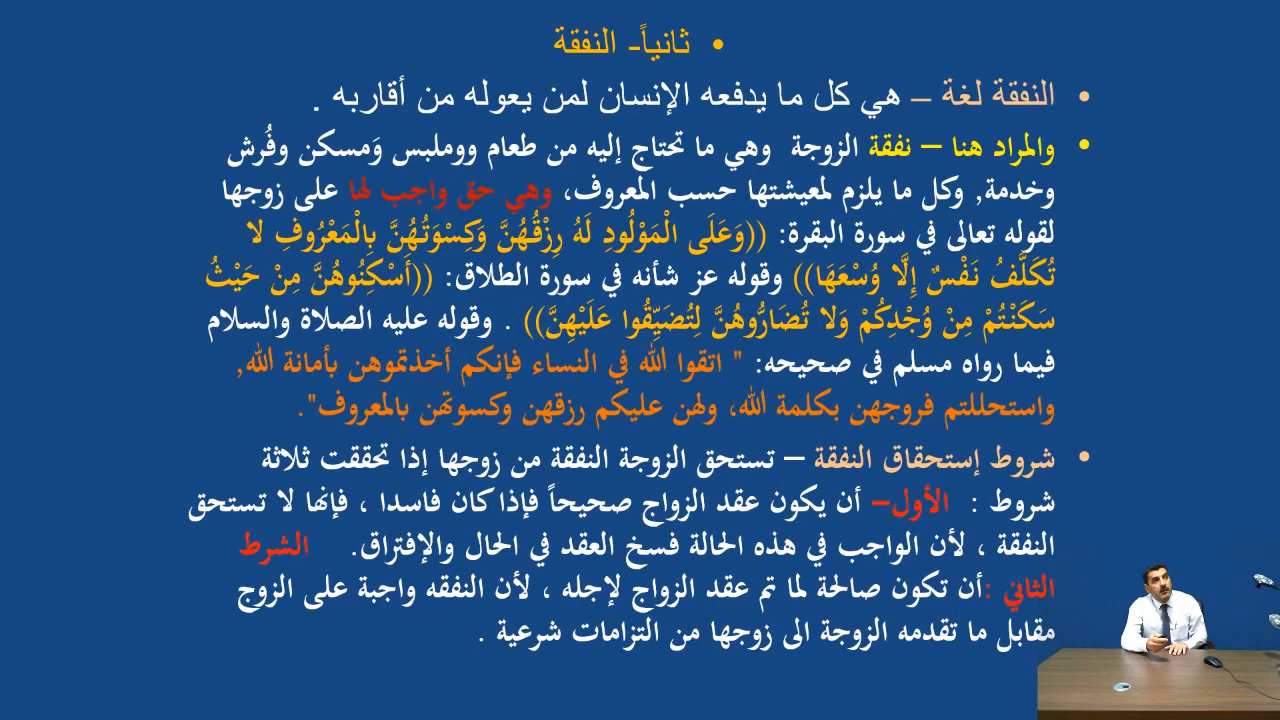 • ثانياً- النفقة
• النفقة لغة – هي كل ما يدفعه الإنسان لمن يعوله من أقاربه .
• والمراد هنا – نفقة الزوجة وهي ما تحتاج إليه من طعام ووملبس وَمسكن وفُرش
وخدمة, وكل ما يلزم لمعيشتها حسب المعروف، وهي حق واجب لها على زوجها
لقوله تعالى في سورة البقرة: ((وَعَلَى الْمَوْلُودِ لَهُ رِزْقُهُنَّ وَكِسْوَتُهُنَّ بِالْمَعْرُوفِ لا
تُكَلَّفُ نَفْسٌ إِلَّا وُسْعَهَا)) وقوله عز شأنه في سورة الطلاق: ((أَسْكِنُوهُنَّ مِنْ حَيْثُ
سَكَنْتُمْ مِنْ وُجْدِكُمْ وَلا تُضَارُّوهُنَّ لِتُضَيِّقُوا عَلَيْهِنَّ)) . وقوله عليه الصلاة والسلام
فيما رواه مسلم في صحيحه: " اتقوا الله في النساء فإنكم أخذتموهن بأمانة الله,
واستحللتم فروجهن بكلمة الله، ولهن عليكم رزقهن وكسوتهن بالمعروف".
• شروط إستحقاق النفقة – تستحق الزوجة النفقة من زوجها إذا تحققت ثلاثة
شروط : الأول– أن يكون عقد الزواج صحيحاً فإذا كان فاسدا ، فإنها لا تستحق
النفقة ، لأن الواجب في هذه الحالة فسخ العقد في الحال والإفتراق. الشرط
الثاني :أن تكون صالحة لما تم عقد الزواج لإجله ، لأن النفقه واجبة على الزوج
مقابل ما تقدمه الزوجة الى زوجها من التزامات شرعية .